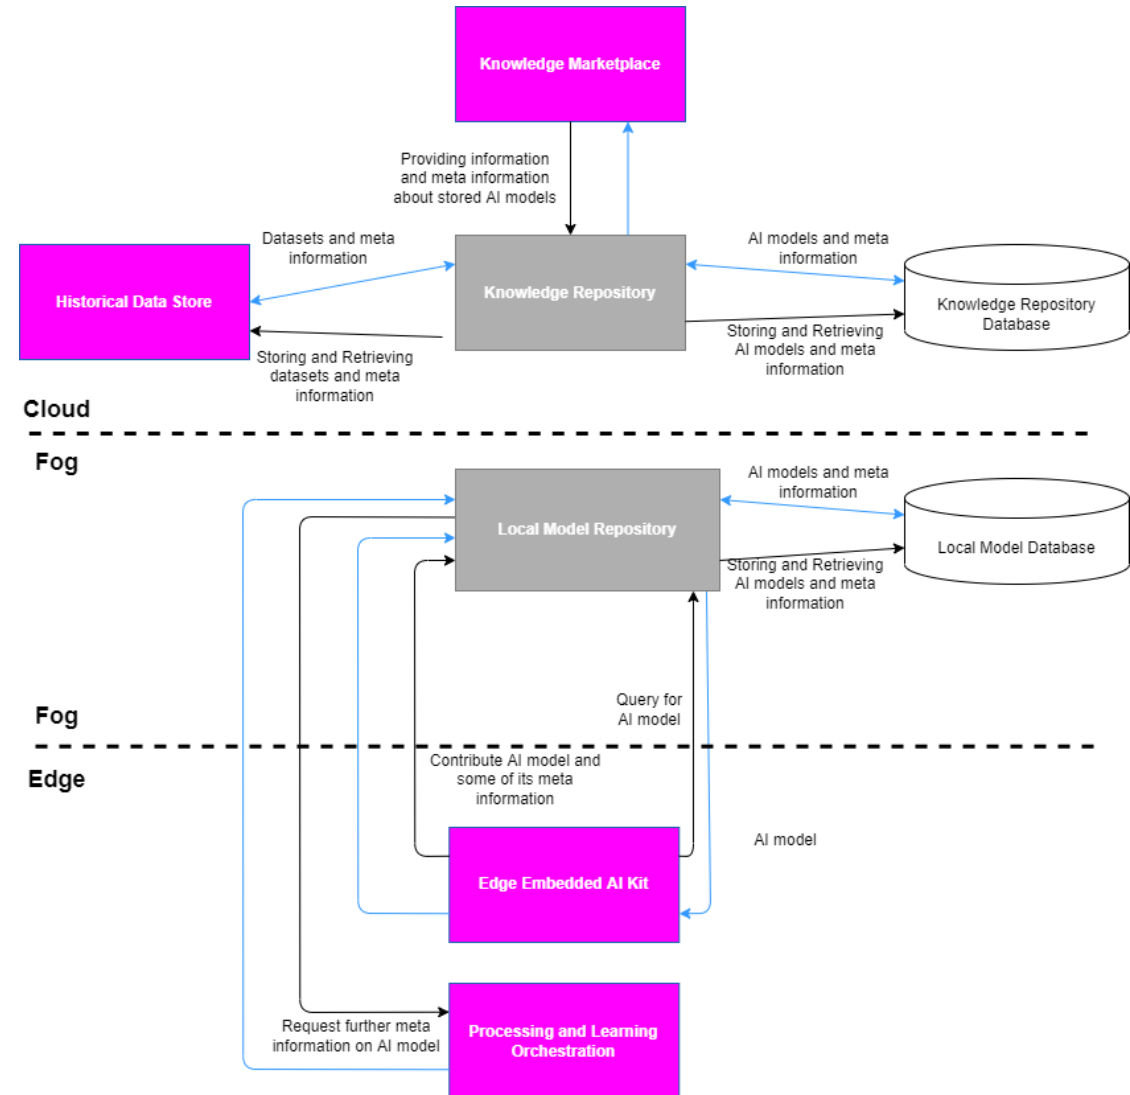 Knowledge Marketplace
Providing information
and meta information
about stored AI models
Datasets and meta
information
AI models and meta
information
Historical Data Store
Knowledge Repository
Knowledge Repository
Database
Storing and Retrieving
datasets and meta
information
Storing and Retrieving
AI models and meta
information
Cloud
Fog
Local Model Repository
AI models and meta
information
Local Model Database
Storing and Retrieving
AI models and meta
information
Query for
AI model
Fog
Edge
Contribute AI model and
some of its meta
information
AI model
Edge Embedded AI Kit
Request further meta
information on AI model
Processing and Learning
Orchestration